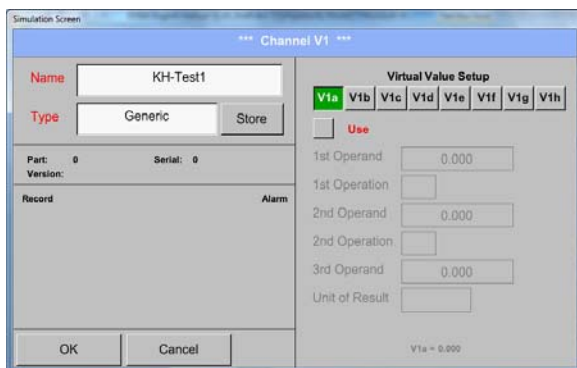 Simulation Screen
*** Channel V1 ***
Name KH-Test1
Type Generic Store
Part: 0 Serial: 0
Version:
Record Alarm
OK Cancel
Virtual Value Setup
V1a V1b V1c V1d V1e V1f V1g V1h
Use
1st Operand 0.000
1st Operation
2nd Operand 0.000
2nd Operation
3rd Operand 0.000
Unit of Result
V1a = 0.000